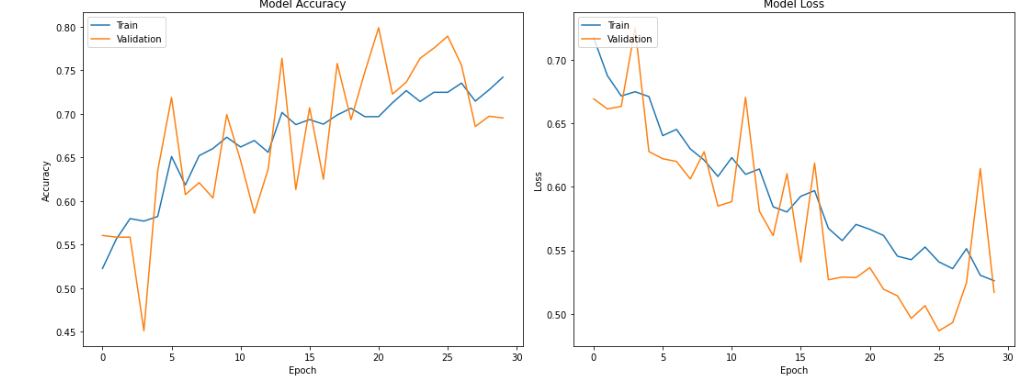 Model Accuracy
Train
Validation
0.80
0.75
0.70
0.65
0.60
0.55
0.50
0.45
Accuracy
0 5 10 15 20 25 30
Epoch
Model Loss
Train
Validation
0.70
0.65
0.60
0.55
0.50
Loss
0 5 10 15 20 25 30
Epoch